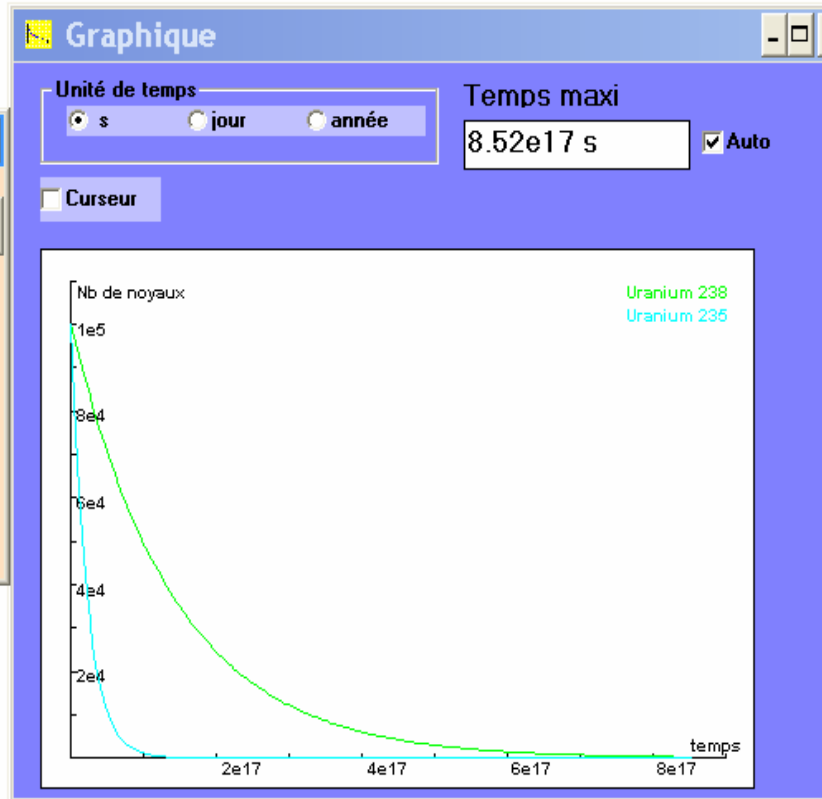 Graphique
Unité de temps
s jour année
Temps maxi
8.52e17 s
Auto
Curseur
Nb de noyaux
Uranium 238
Uranium 235
1e5
8e4
6e4
4e4
2e4
temps
2e17 4e17 6e17 8e17